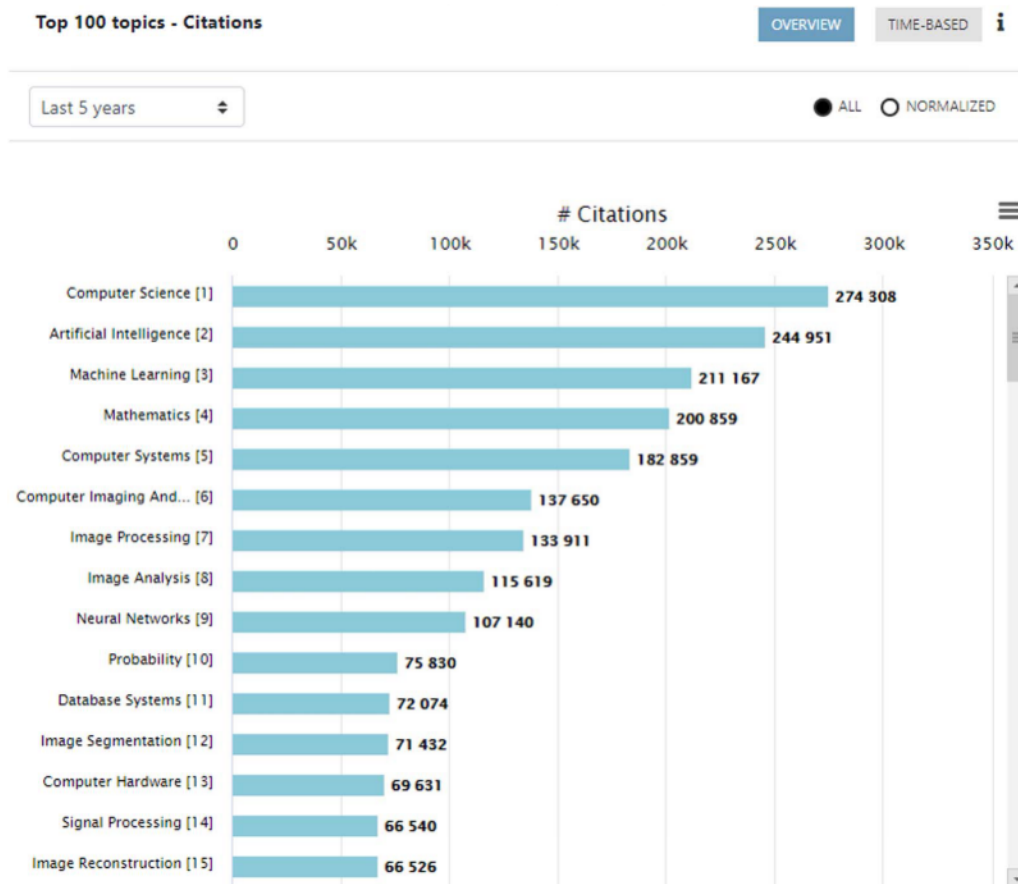 Top 100 topics - Citations
OVERVIEW
TIME-BASED
i
Last 5 years
ALL
NORMALIZED
# Citations
0 50k 100k 150k 200k 250k 300k 350k
Computer Science [1] 274 308
Artificial Intelligence [2] 244 951
Machine Learning [3] 211 167
Mathematics [4] 200 859
Computer Systems [5] 182 859
Computer Imaging And... [6] 137 650
Image Processing [7] 133 911
Image Analysis [8] 115 619
Neural Networks [9] 107 140
Probability [10] 75 830
Database Systems [11] 72 074
Image Segmentation [12] 71 432
Computer Hardware [13] 69 631
Signal Processing [14] 66 540
Image Reconstruction [15] 66 526